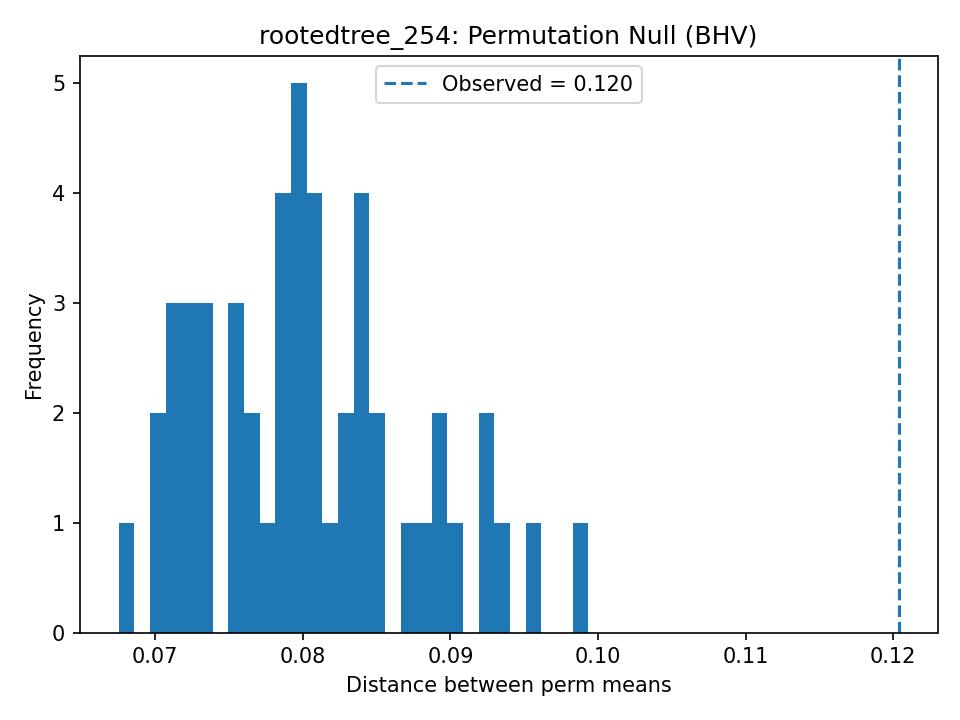 rootedtree_254: Permutation Null (BHV)
Observed = 0.120
5
4
3
2
1
0
Frequency
0.07 0.08 0.09 0.10 0.11 0.12
Distance between perm means